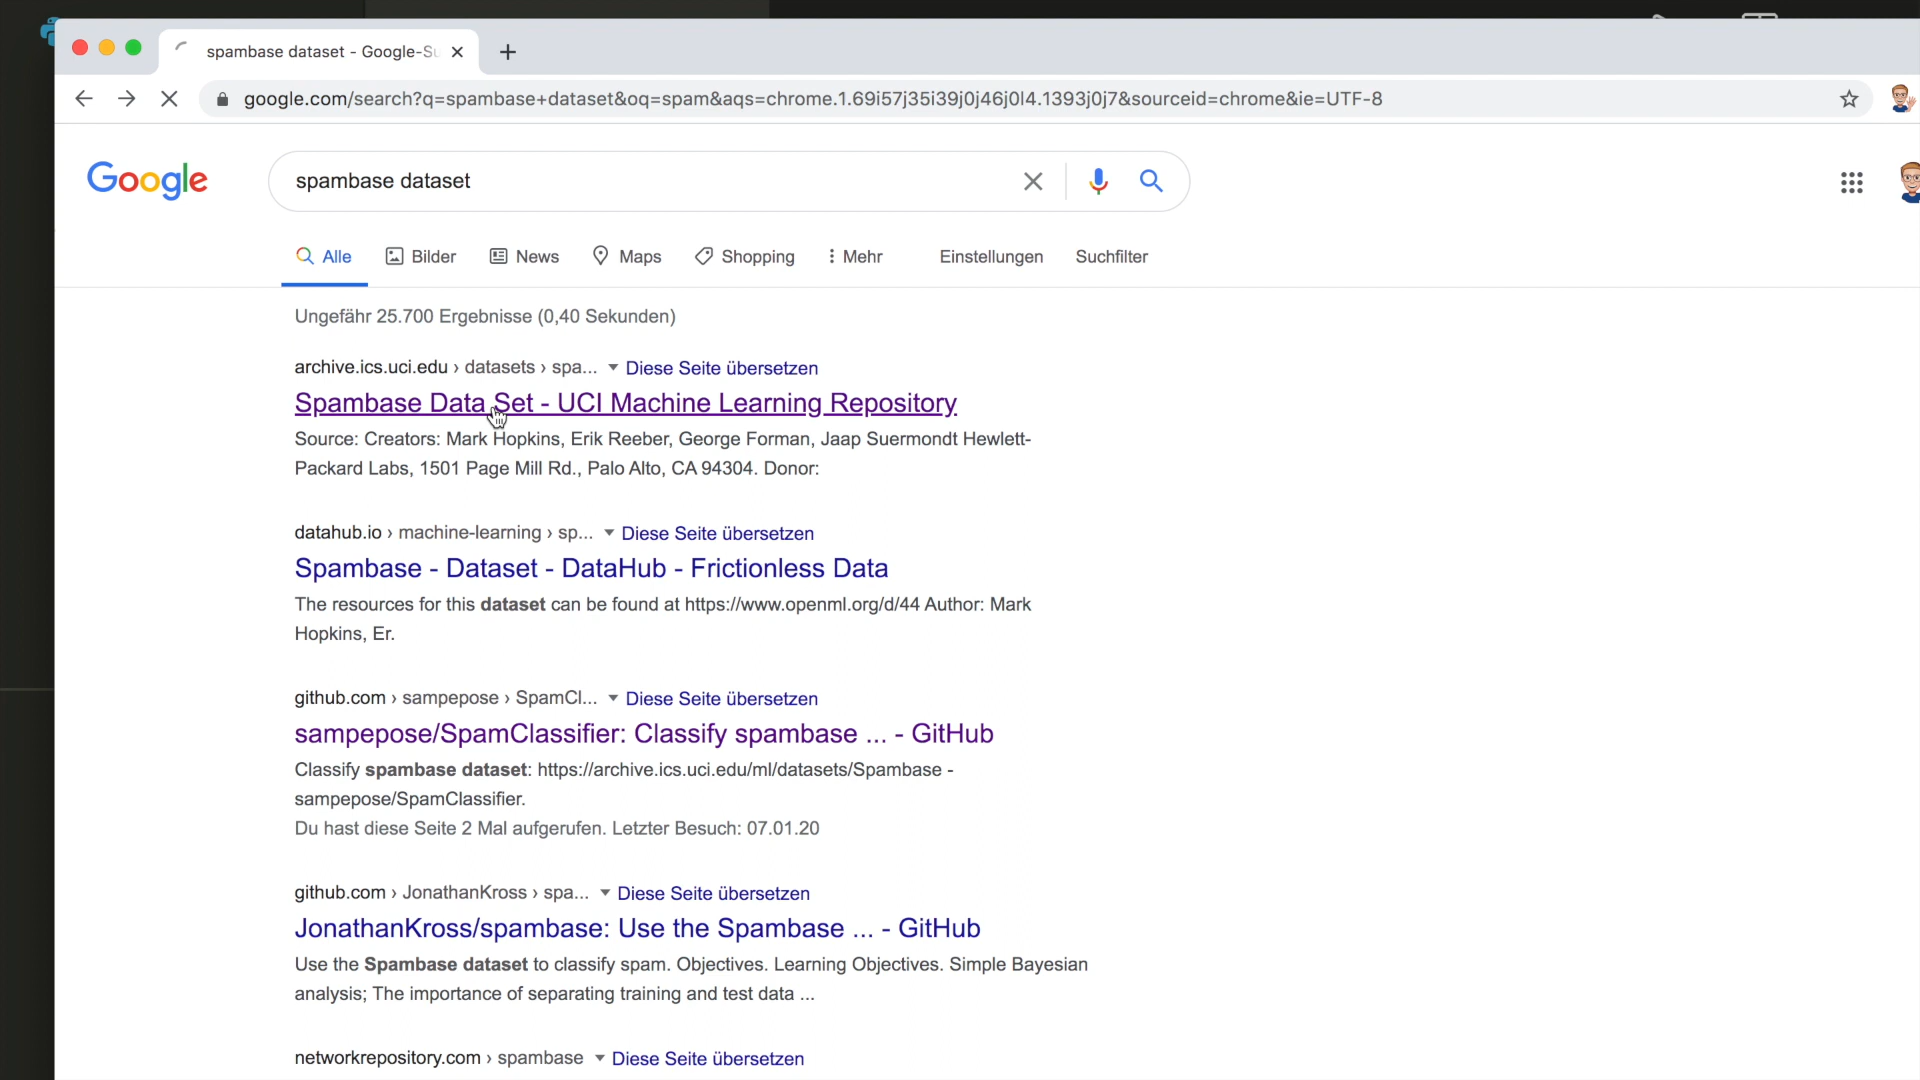 spambase dataset - Google-Su
google.com/search?q=spambase+dataset&oq=spam&aqs=chrome.1.69i57j35i39j0j46j0l4.1393j0j7&sourceid=chrome&ie=UTF-8
Google
spambase dataset
Alle Bilder News Maps Shopping Mehr Einstellungen Suchfilter
Ungefähr 25.700 Ergebnisse (0,40 Sekunden)
archive.ics.uci.edu › datasets › spa... Diese Seite übersetzen
Spambase Data Set - UCI Machine Learning Repository
Source: Creators: Mark Hopkins, Erik Reeber, George Forman, Jaap Suermondt Hewlett-
Packard Labs, 1501 Page Mill Rd., Palo Alto, CA 94304. Donor:
datahub.io › machine-learning › sp... Diese Seite übersetzen
Spambase - Dataset - DataHub - Frictionless Data
The resources for this dataset can be found at https://www.openml.org/d/44 Author: Mark
Hopkins, Er.
github.com › sampepose › SpamCl... Diese Seite übersetzen
sampepose/SpamClassifier: Classify spambase ... - GitHub
Classify spambase dataset: https://archive.ics.uci.edu/ml/datasets/Spambase -
sampepose/SpamClassifier.
Du hast diese Seite 2 Mal aufgerufen. Letzter Besuch: 07.01.20
github.com › JonathanKross › spa... Diese Seite übersetzen
JonathanKross/spambase: Use the Spambase ... - GitHub
Use the Spambase dataset to classify spam. Objectives. Learning Objectives. Simple Bayesian
analysis; The importance of separating training and test data ...
networkrepository.com › spambase Diese Seite übersetzen